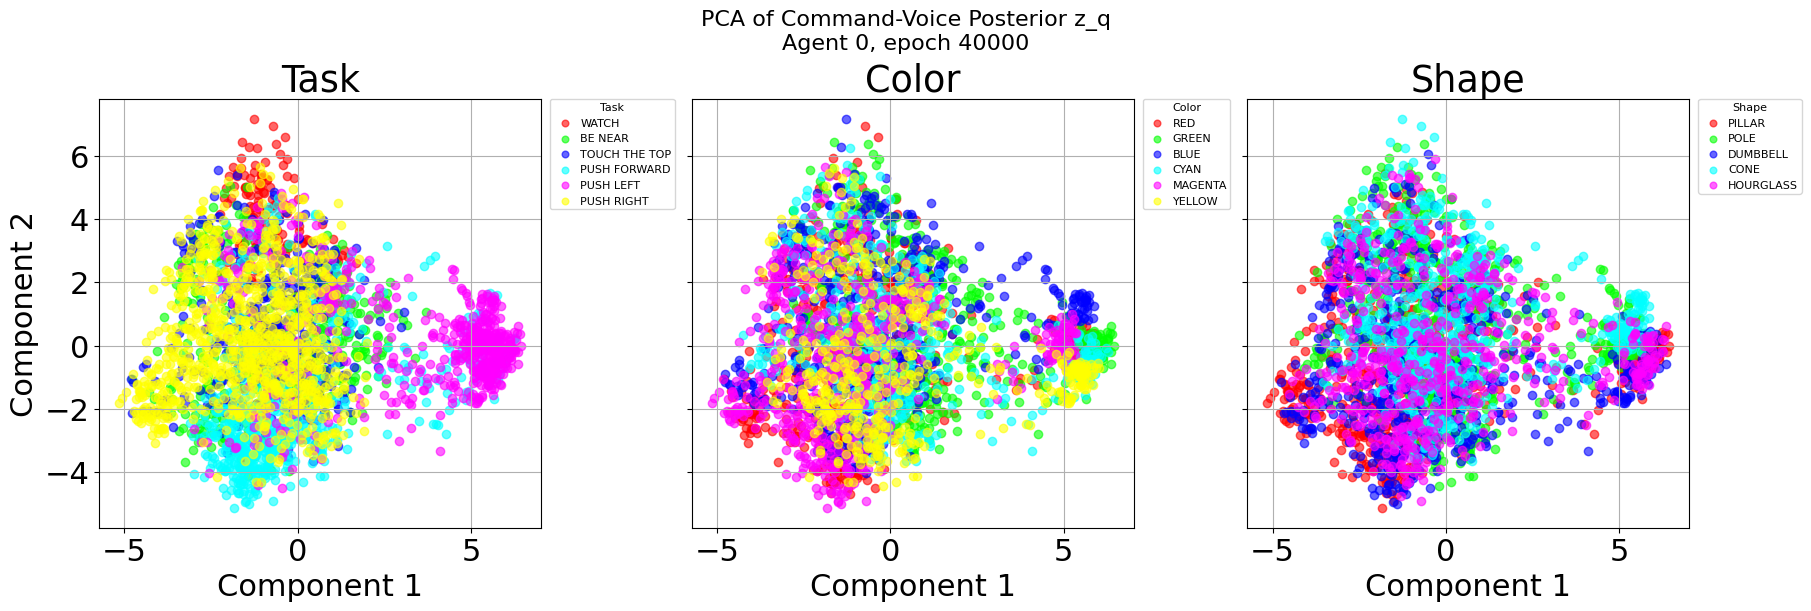 PCA of Command-Voice Posterior z_q
Agent 0, epoch 40000
Task
Color
Shape
Task
WATCH
BE NEAR
TOUCH THE TOP
PUSH FORWARD
PUSH LEFT
PUSH RIGHT
Color
RED
GREEN
BLUE
CYAN
MAGENTA
YELLOW
Shape
PILLAR
POLE
DUMBBELL
CONE
HOURGLASS
Component 2
6
4
2
0
−2
−4
−5 0 5
−5 0 5
−5 0 5
Component 1
Component 1
Component 1